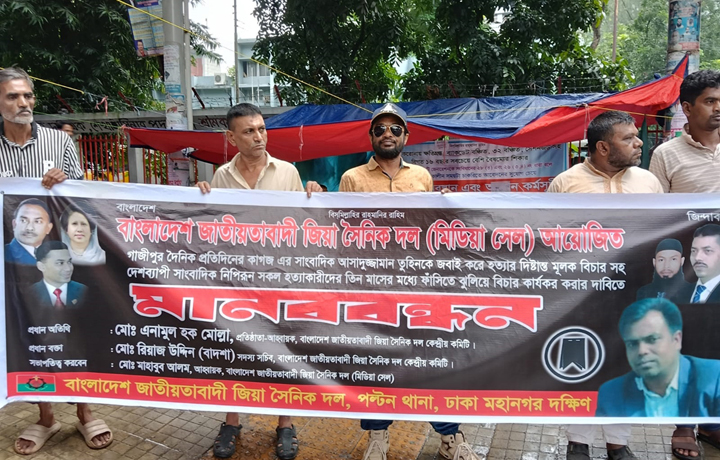 বিসমিল্লাহির রাহমানির রাহিম
বাংলাদেশ
জিন্দাবা
বাংলাদেশ জাতীয়তাবাদী জিয়া সৈনিক দল (মিডিয়া সেল) আয়োজিত
গাজীপুর দৈনিক প্রতিদিনের কাগজ এর সাংবাদিক আসাদুজ্জামান তুহিনকে জবাই করে হত্যার দিষ্টান্ত মূলক বিচার সহ
দেশব্যাপী সাংবাদিক নিপিরন সকল হত্যাকারীদের তিন মাসের মধ্যে ফাঁসিতে ঝুলিয়ে বিচার কার্যকর করার দাবিতে
মানববন্ধন
প্রধান অতিথি : মোঃ এনামুল হক মোল্লা, প্রতিষ্ঠাতা-আহ্বায়ক, বাংলাদেশ জাতীয়তাবাদী জিয়া সৈনিক দল কেন্দ্রীয় কমিটি ।
প্রধান বক্তা : মোঃ রিয়াজ উদ্দিন (বাদশা) সদস্য সচিব, বাংলাদেশ জাতীয়তাবাদী জিয়া সৈনিক দল কেন্দ্রীয় কমিটি ।
সভাপতিত্ব করবেন : মোঃ মাহাবুব আলম, আহবায়ক, বাংলাদেশ জাতীয়তাবাদী জিয়া সৈনিক দল (মিডিয়া সেল)
বাংলাদেশ জাতীয়তাবাদী জিয়া সৈনিক দল, পল্টন থানা, ঢাকা মহানগর দক্ষিণ